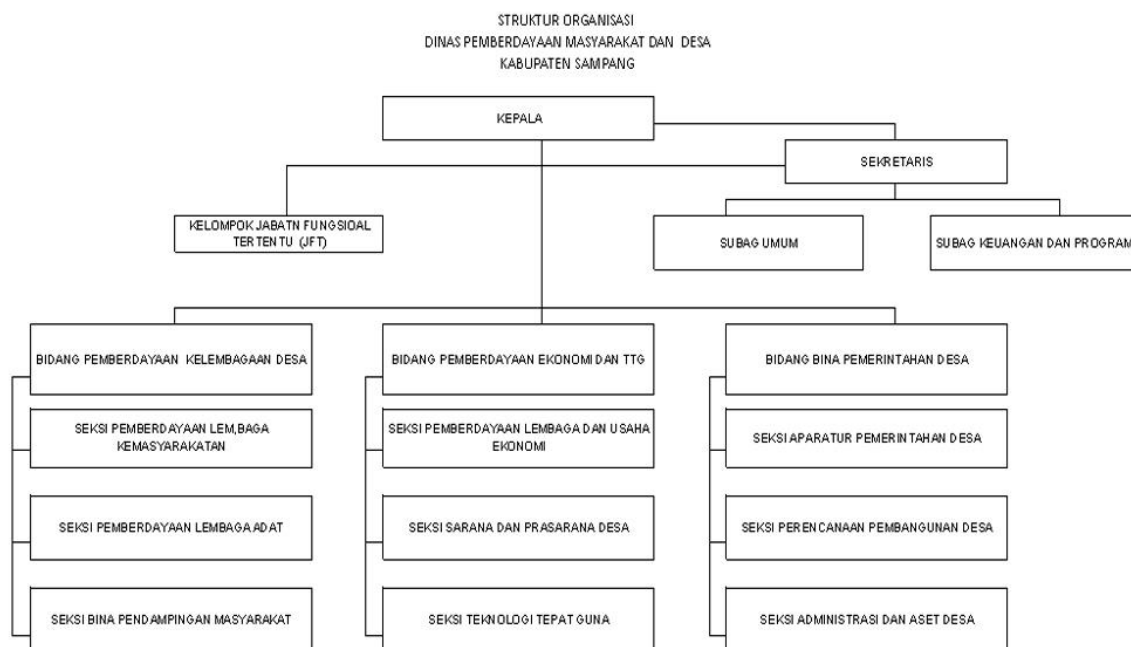 STRUKTUR ORGANISASI
DINAS PEMBERDAYAAN MASYARAKAT DAN DESA
KABUPATEN SAMPANG
KEPALA
SEKRETARIS
KELOMPOK JABATN FUNGSIOAL
TERTENTU (JFT)
SUBAG UMUM
SUBAG KEUANGAN DAN PROGRAM
BIDANG PEMBERDAYAAN KELEMBAGAAN DESA
BIDANG PEMBERDAYAAN EKONOMI DAN TTG
BIDANG BINA PEMERINTAHAN DESA
SEKSI PEMBERDAYAAN LEM,BAGA
KEMASYARAKATAN
SEKSI PEMBERDAYAAN LEMBAGA DAN USAHA
EKONOMI
SEKSI APARATUR PEMERINTAHAN DESA
SEKSI PEMBERDAYAAN LEMBAGA ADAT
SEKSI SARANA DAN PRASARANA DESA
SEKSI PERENCANAAN PEMBANGUNAN DESA
SEKSI BINA PENDAMPINGAN MASYARAKAT
SEKSI TEKNOLOGI TEPAT GUNA
SEKSI ADMINISTRASI DAN ASET DESA